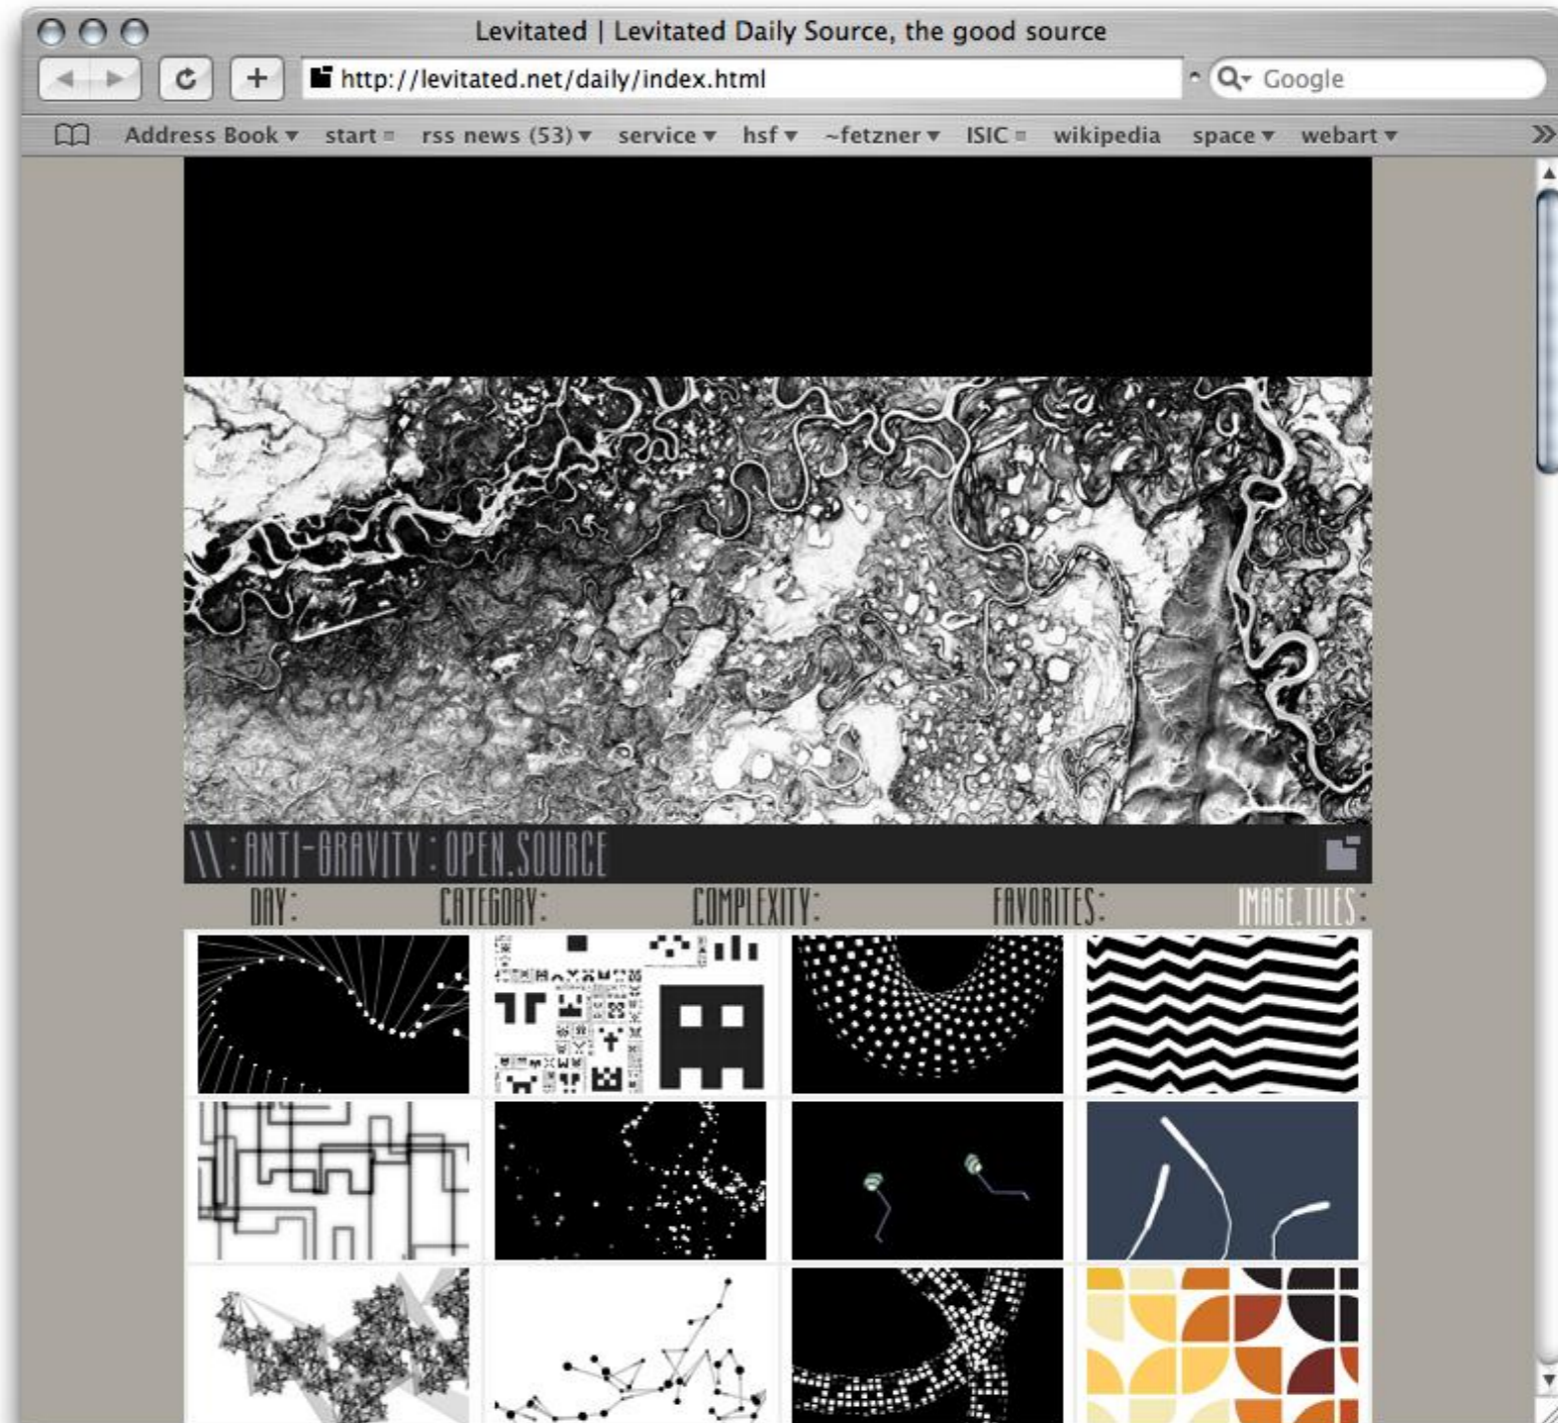 Levitated | Levitated Daily Source, the good source
http://levitated.net/daily/index.html Google
Address Book start rss news (53) service hsf ~fetzner ISIC wikipedia space webart
\\:ANTI-GRAVITY:OPEN.SOURCE
DAY: CATEGORY: COMPLEXITY: FAVORITES: IMAGE.TILES: